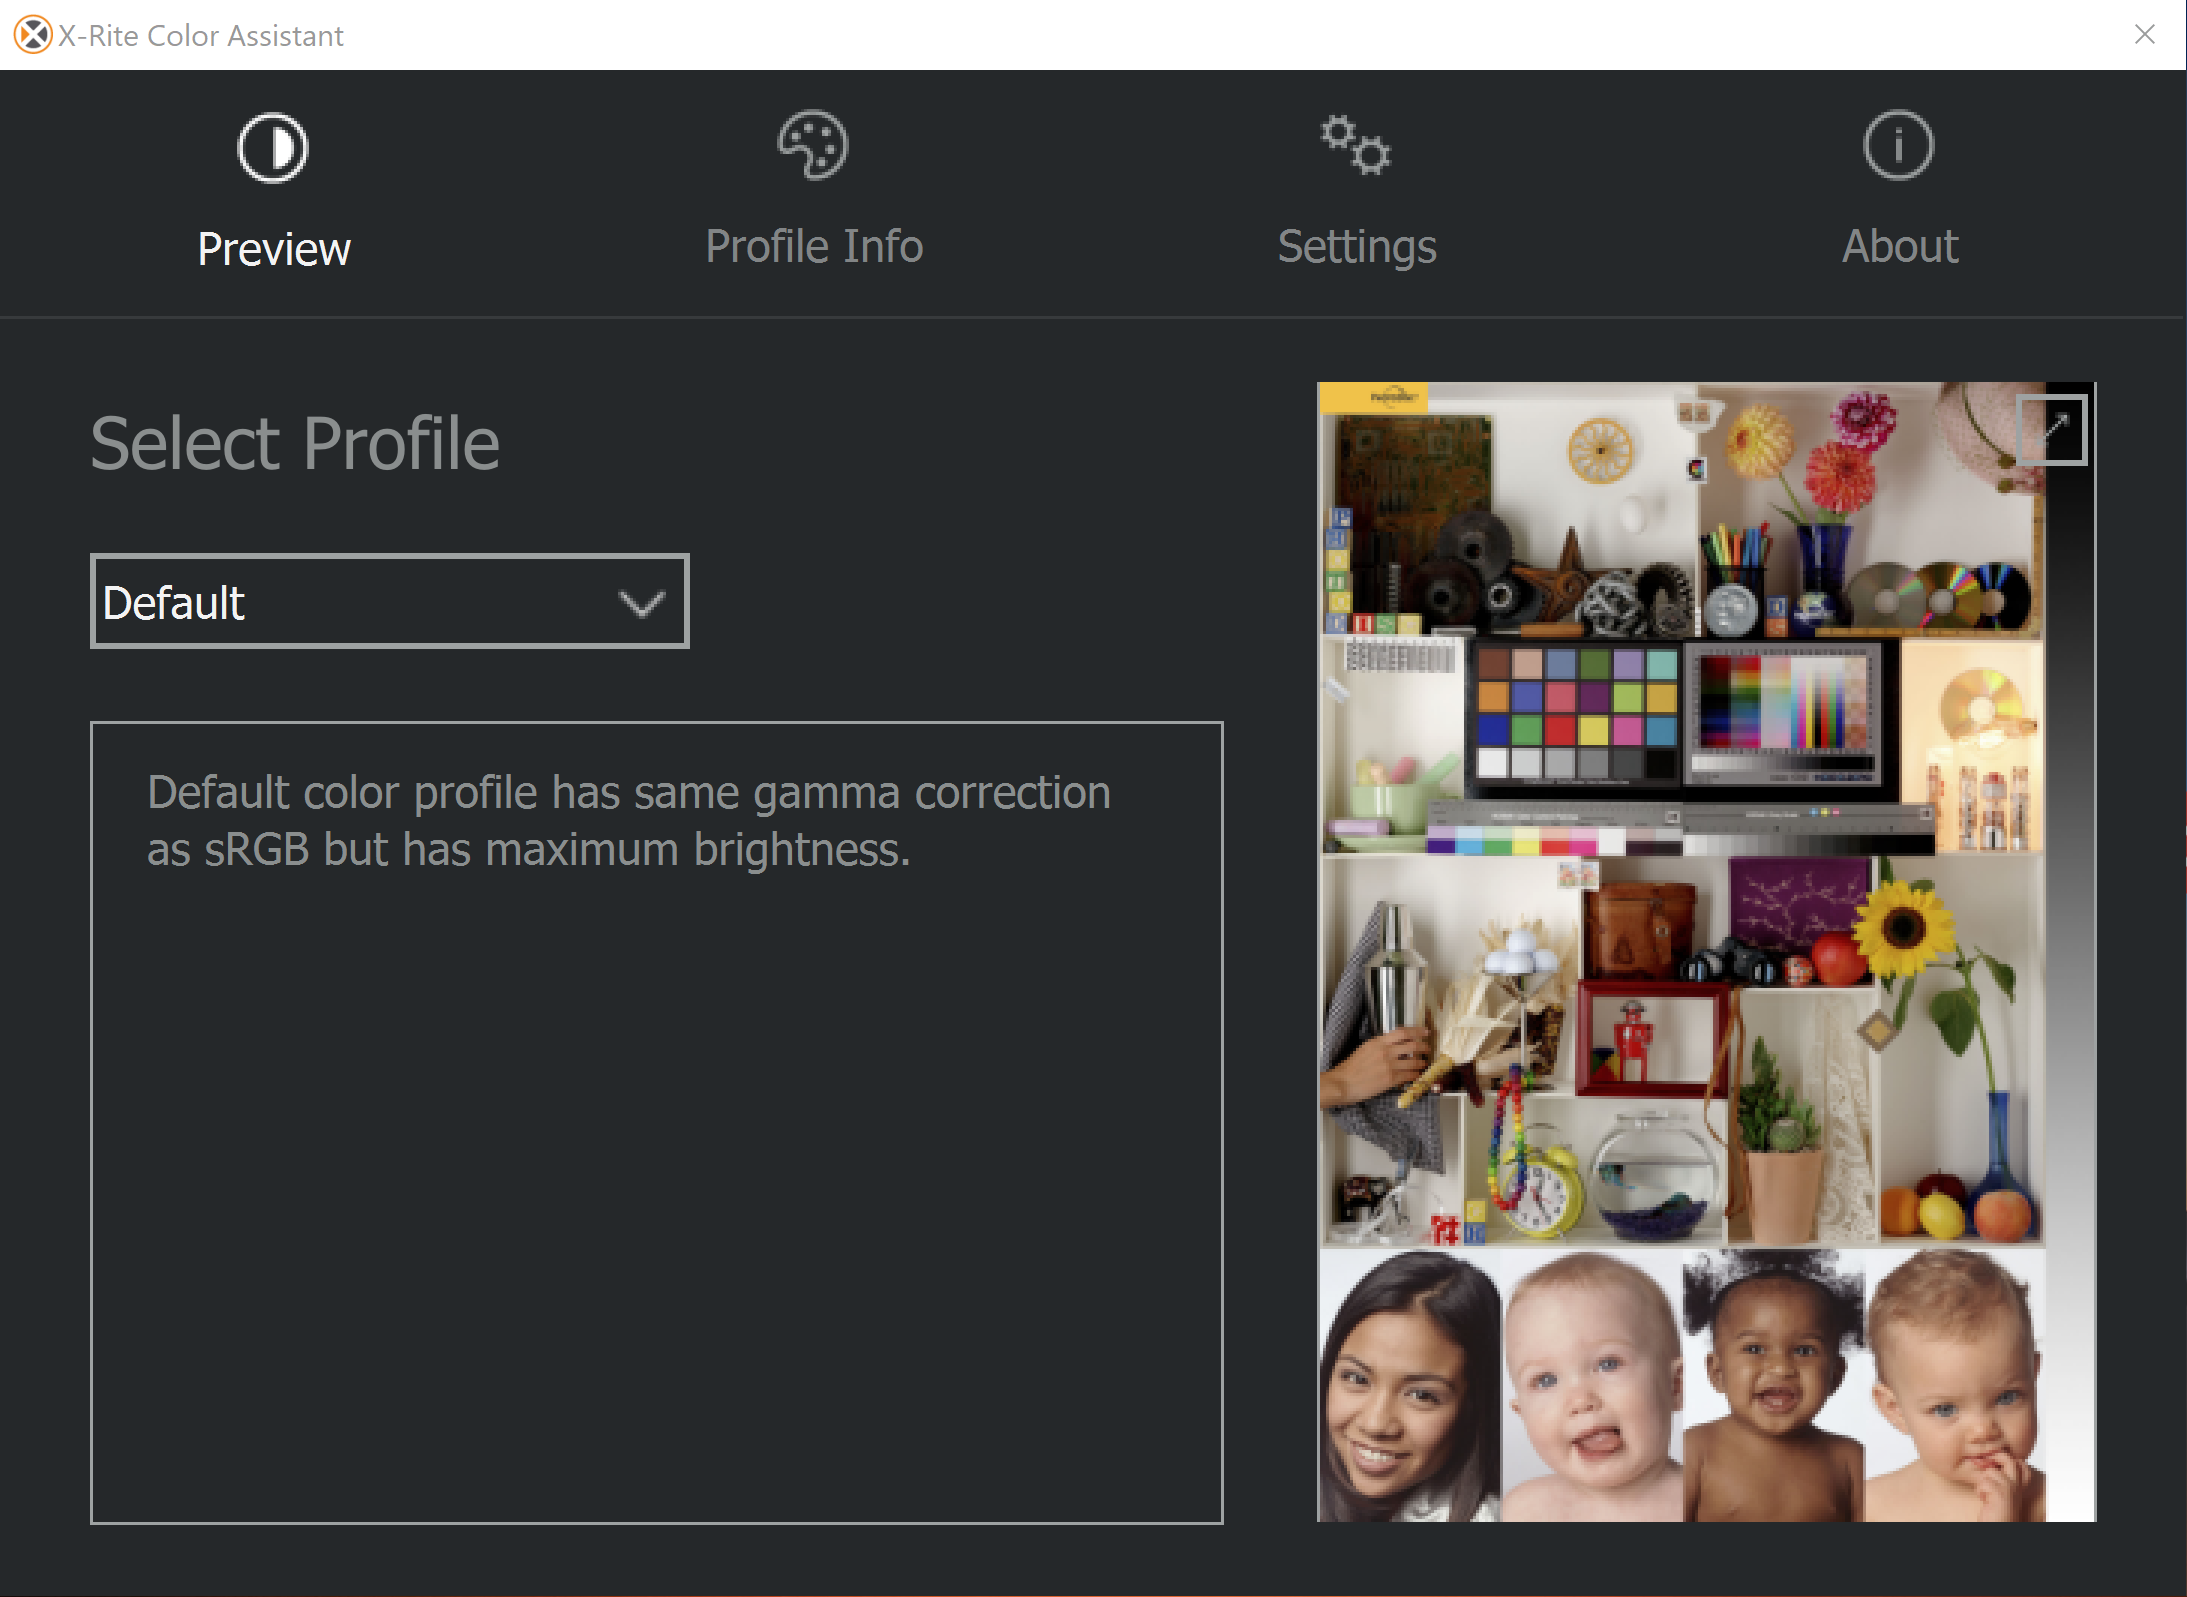 X-Rite Color Assistant
Preview
Profile Info
Settings
About
Select Profile
Default
Default color profile has same gamma correction
as sRGB but has maximum brightness.